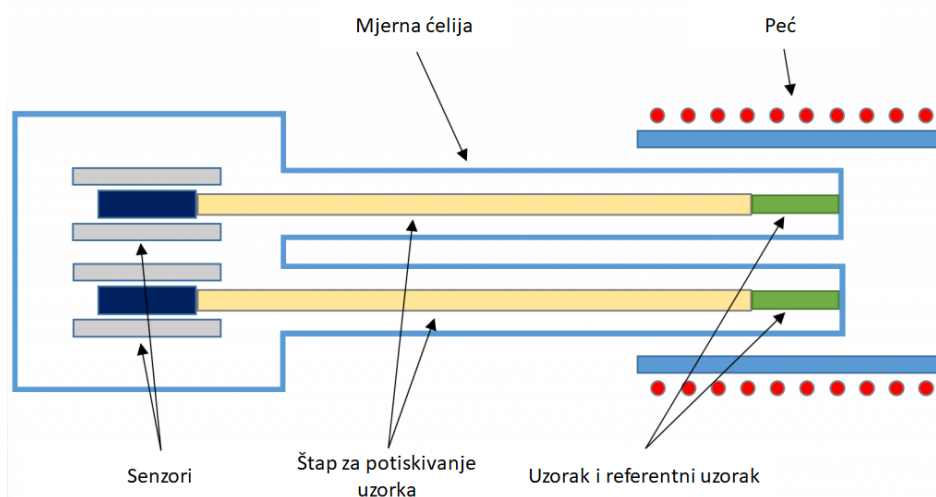 Mjerna ćelija
Peć
Senzori
Štap za potiskivanje
uzorka
Uzorak i referentni uzorak